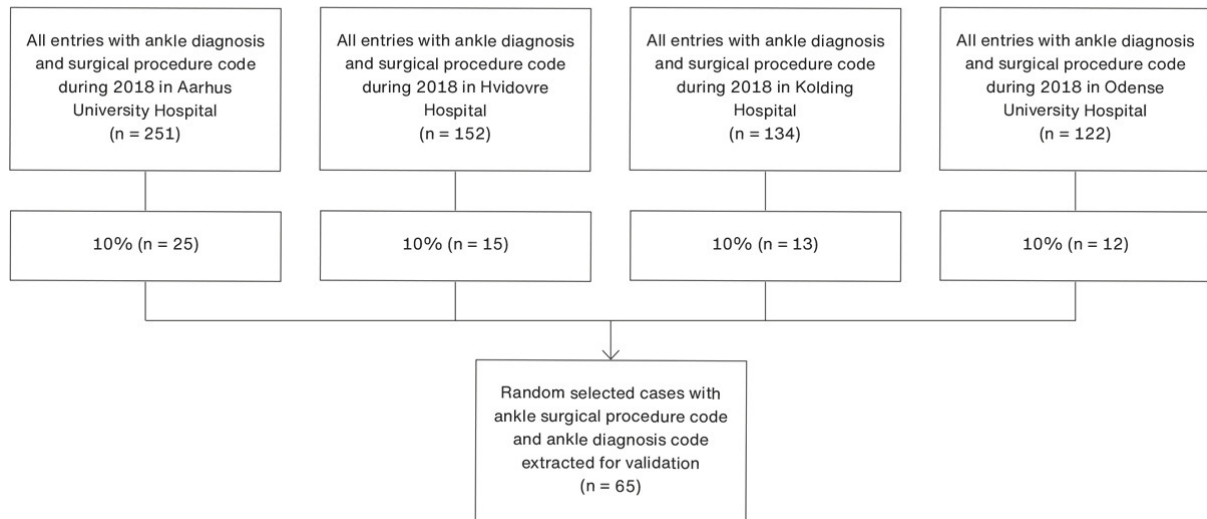 All entries with ankle diagnosis
and surgical procedure code
during 2018 in Aarhus
University Hospital
(n = 251)
All entries with ankle diagnosis
and surgical procedure code
during 2018 in Hvidovre
Hospital
(n = 152)
All entries with ankle diagnosis
and surgical procedure code
during 2018 in Kolding
Hospital
(n = 134)
All entries with ankle diagnosis
and surgical procedure code
during 2018 in Odense
University Hospital
(n = 122)
10% (n = 25)
10% (n = 15)
10% (n = 13)
10% (n = 12)
Random selected cases with
ankle surgical procedure code
and ankle diagnosis code
extracted for validation
(n = 65)